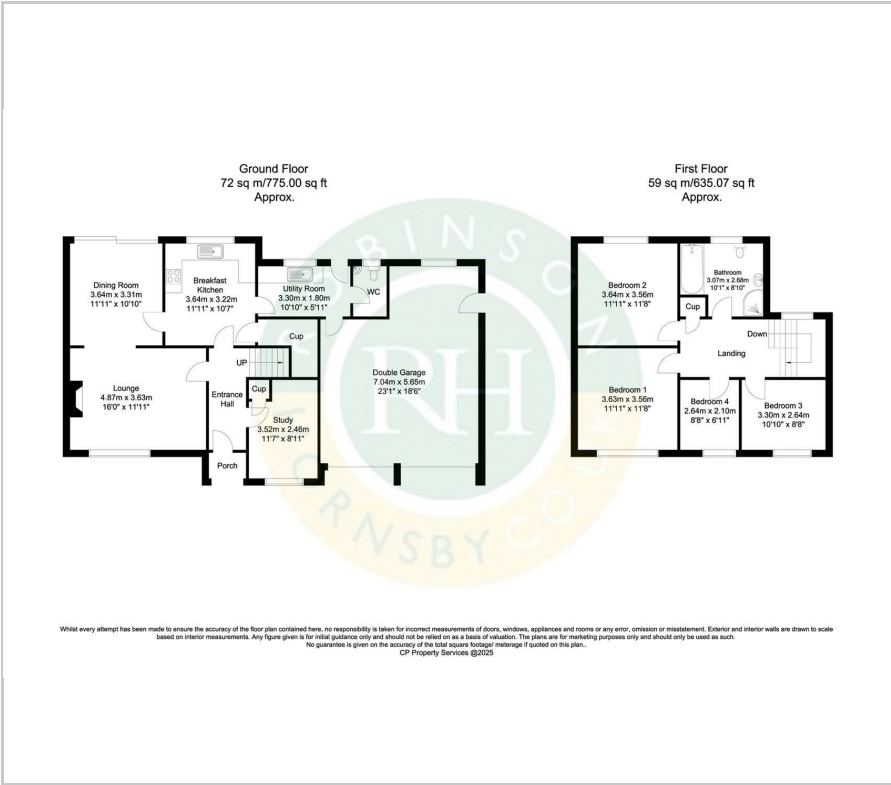 Ground Floor
72 sq m/775.00 sq ft
Approx.
First Floor
59 sq m/635.07 sq ft
Approx.
Dining Room
3.64m x 3.31m
11'11" x 10'10"
Breakfast
Kitchen
3.64m x 3.22m
11'11" x 10'7"
Utility Room
3.30m x 1.80m
10'10" x 5'11"
WC
Cup
UP
Lounge
4.87m x 3.63m
16'0" x 11'11"
Entrance
Hall
Cup
Study
3.52m x 2.46m
11'7" x 8'11"
Porch
Double Garage
7.04m x 5.65m
23'1" x 18'6"
Bedroom 2
3.64m x 3.56m
11'11" x 11'8"
Bathroom
3.07m x 2.68m
10'1" x 8'10"
Cup
Down
Landing
Bedroom 1
3.63m x 3.56m
11'11" x 11'8"
Bedroom 4
2.64m x 2.10m
8'8" x 6'11"
Bedroom 3
3.30m x 2.64m
10'10" x 8'8"
ROBINSON
RH
HORNSBY.CO.UK
Whilst every attempt has been made to ensure the accuracy of the floor plan contained here, no responsibility is taken for incorrect measurements of doors, windows, appliances and rooms or any error, omission or misstatement. Exterior and interior walls are drawn to scale
based on interior measurements. Any figure given is for initial guidance only and should not be relied on as a basis of valuation. The plans are for marketing purposes only and should only be used as such.
No guarantee is given on the accuracy of the total square footage/ meterage if quoted on this plan..
CP Property Services @2025